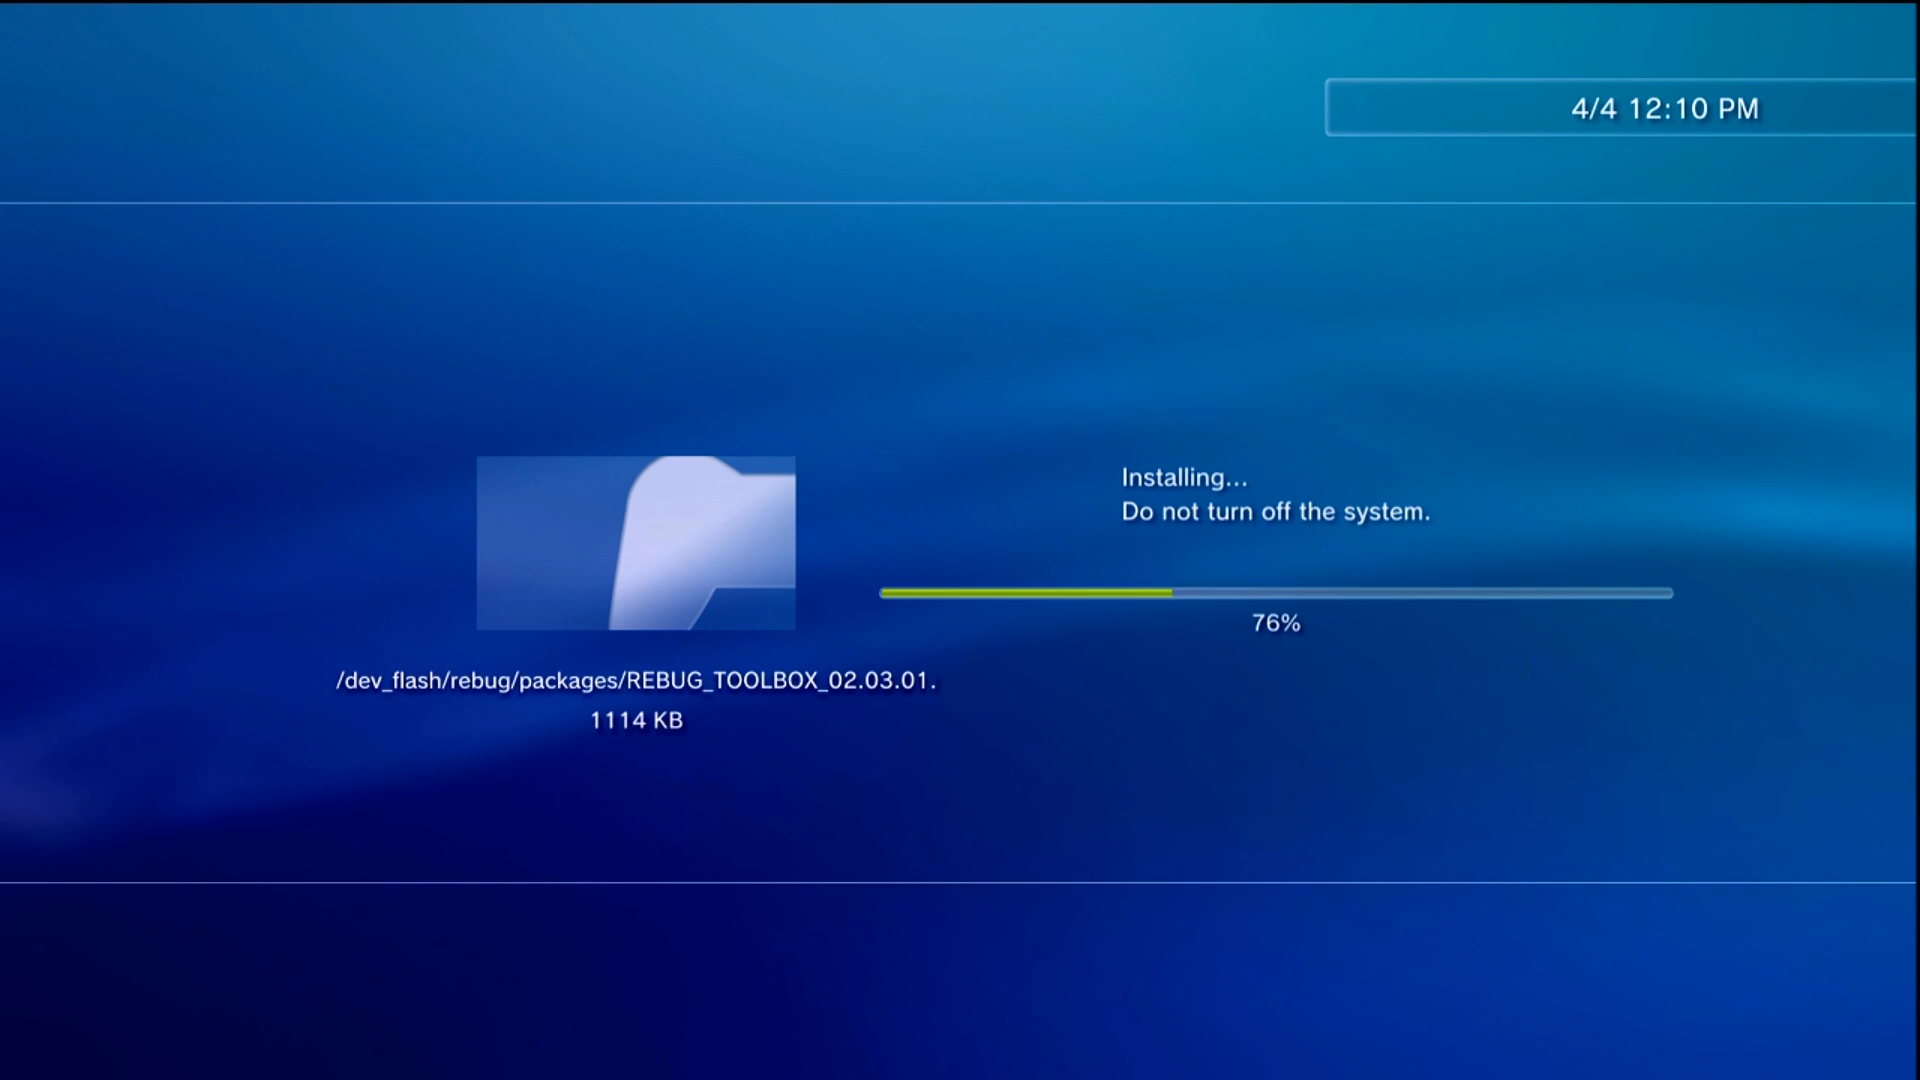 4/4 12:10 PM
Installing...
Do not turn off the system.
76%
/dev_flash/rebug/packages/REBUG_TOOLBOX_02.03.01.
1114 KB